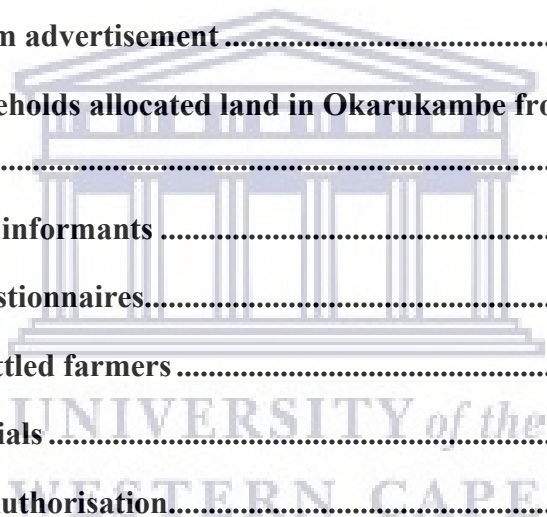 m advertisement ..........................................
eholds allocated land in Okarukambe fro
..............................................................................
informants ..................................................
stionnaires....................................................
ttled farmers ...............................................
UNIVERSITY of the
ials ................................................................
WESTERN CAPE
uthorisation.................................................